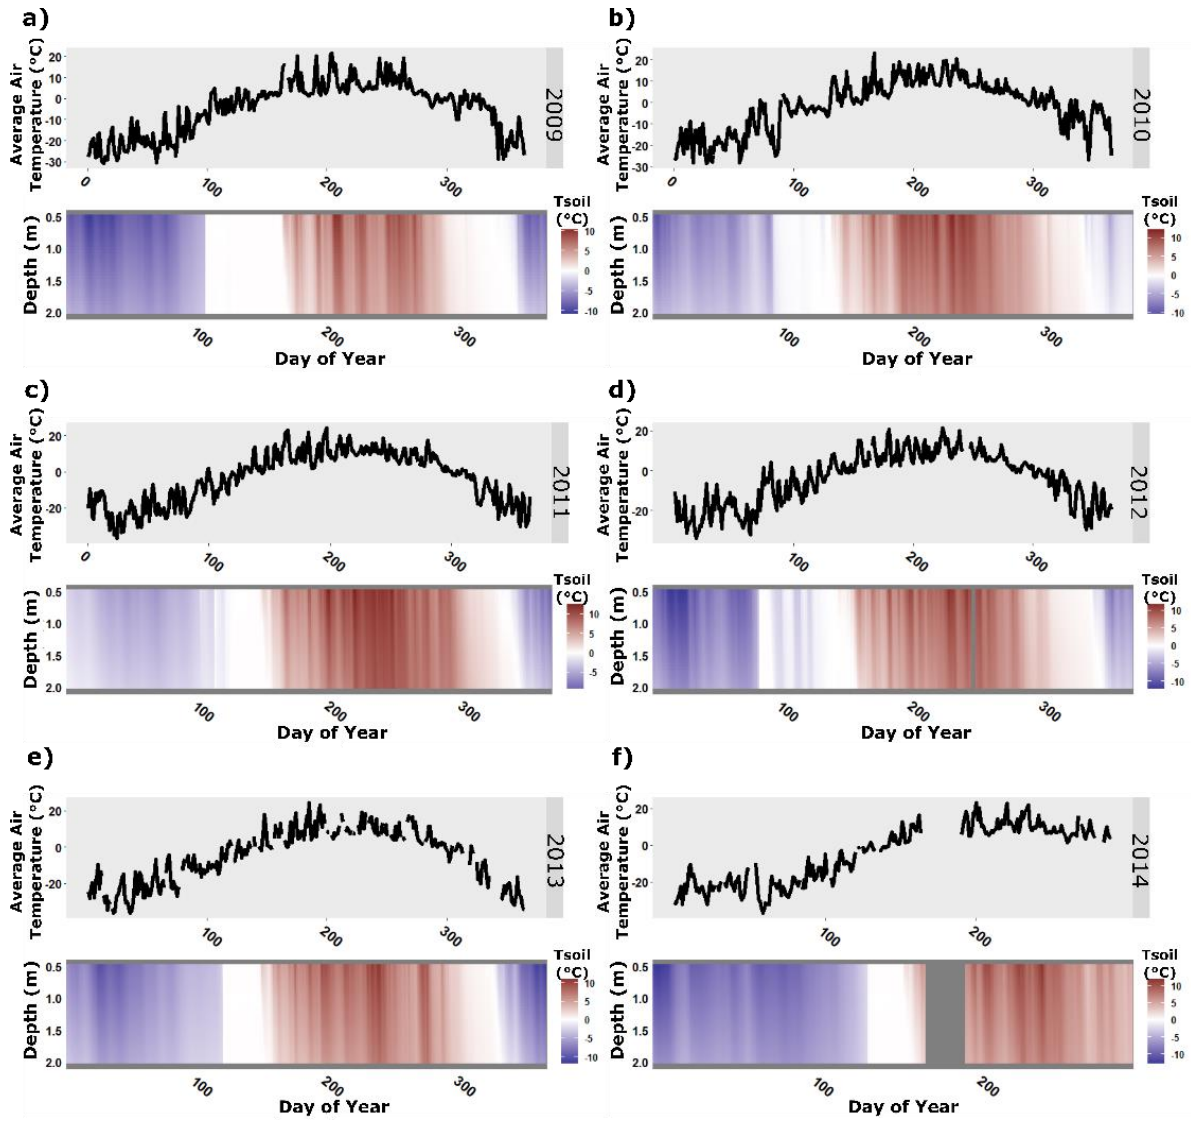 a)
Average Air
Temperature (°C)
20
10
0
-10
-20
-30
0
100
200
300
2009
Depth (m)
0.5
1.0
1.5
2.0
100
200
300
Day of Year
Tsoil
(°C)
10
5
0
-5
-10
b)
Average Air
Temperature (°C)
20
10
0
-10
-20
-30
0
100
200
300
2010
Depth (m)
0.5
1.0
1.5
2.0
100
200
300
Day of Year
Tsoil
(°C)
10
5
0
-5
-10
c)
Average Air
Temperature (°C)
20
0
-20
0
100
200
300
2011
Depth (m)
0.5
1.0
1.5
2.0
100
200
300
Day of Year
Tsoil
(°C)
10
5
0
-5
d)
Average Air
Temperature (°C)
20
0
-20
100
200
300
2012
Depth (m)
0.5
1.0
1.5
2.0
100
200
300
Day of Year
Tsoil
(°C)
10
5
0
-5
-10
e)
Average Air
Temperature (°C)
20
0
-20
100
200
300
2013
Depth (m)
0.5
1.0
1.5
2.0
100
200
300
Day of Year
Tsoil
(°C)
10
5
0
-5
-10
f)
Average Air
Temperature (°C)
20
0
-20
100
200
2014
Depth (m)
0.5
1.0
1.5
2.0
100
200
Day of Year
Tsoil
(°C)
10
5
0
-5
-10